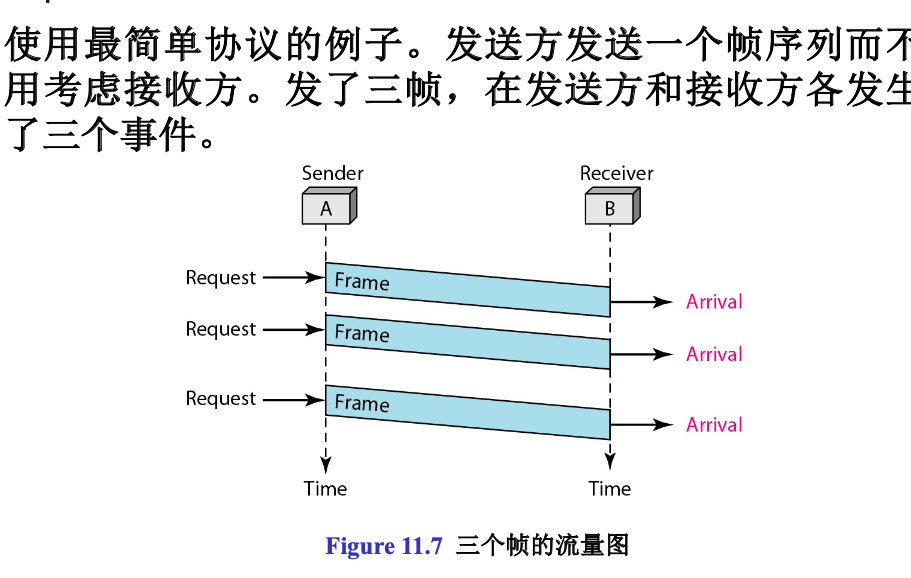 使用最简单协议的例子。发送方发送一个帧序列而不
用考虑接收方。发了三帧，在发送方和接收方各发生
了三个事件。
Sender Receiver
A B
Request Frame
Arrival
Request Frame
Arrival
Request Frame
Arrival
Time Time
Figure 11.7 三个帧的流量图